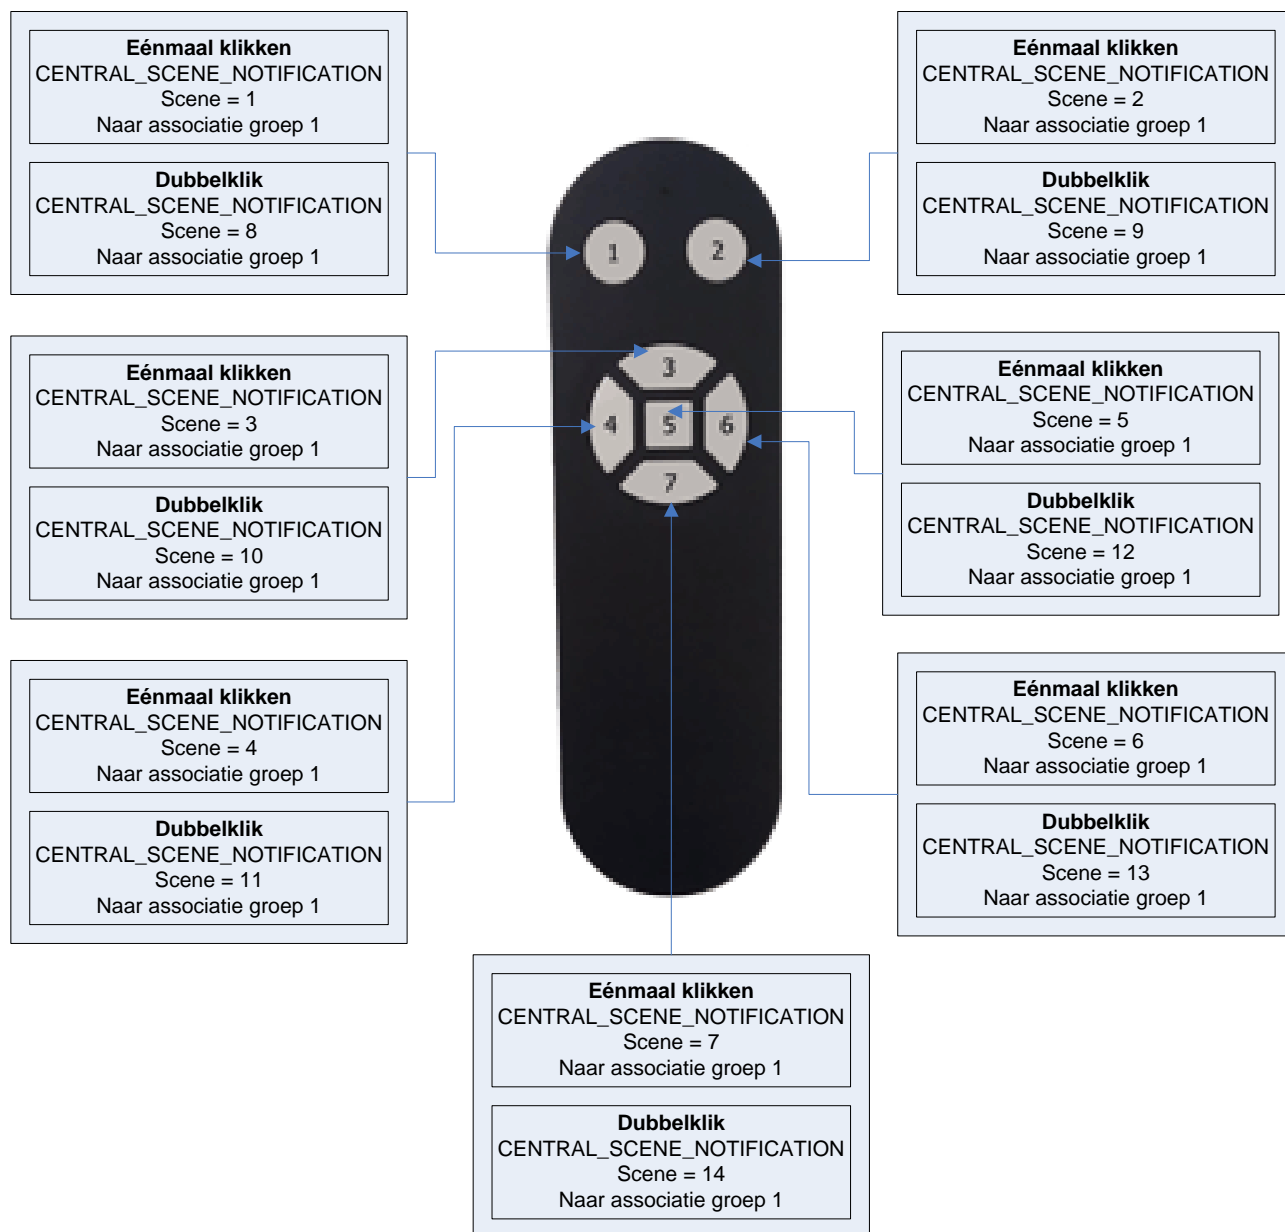 Eénmaal klikken
CENTRAL_SCENE_NOTIFICATION
Scene = 1
Naar associatie groep 1
Dubbelklik
CENTRAL_SCENE_NOTIFICATION
Scene = 8
Naar associatie groep 1
Eénmaal klikken
CENTRAL_SCENE_NOTIFICATION
Scene = 2
Naar associatie groep 1
Dubbelklik
CENTRAL_SCENE_NOTIFICATION
Scene = 9
Naar associatie groep 1
1
2
Eénmaal klikken
CENTRAL_SCENE_NOTIFICATION
Scene = 3
Naar associatie groep 1
Dubbelklik
CENTRAL_SCENE_NOTIFICATION
Scene = 10
Naar associatie groep 1
3
4
5
6
7
Eénmaal klikken
CENTRAL_SCENE_NOTIFICATION
Scene = 5
Naar associatie groep 1
Dubbelklik
CENTRAL_SCENE_NOTIFICATION
Scene = 12
Naar associatie groep 1
Eénmaal klikken
CENTRAL_SCENE_NOTIFICATION
Scene = 4
Naar associatie groep 1
Dubbelklik
CENTRAL_SCENE_NOTIFICATION
Scene = 11
Naar associatie groep 1
Eénmaal klikken
CENTRAL_SCENE_NOTIFICATION
Scene = 6
Naar associatie groep 1
Dubbelklik
CENTRAL_SCENE_NOTIFICATION
Scene = 13
Naar associatie groep 1
Eénmaal klikken
CENTRAL_SCENE_NOTIFICATION
Scene = 7
Naar associatie groep 1
Dubbelklik
CENTRAL_SCENE_NOTIFICATION
Scene = 14
Naar associatie groep 1